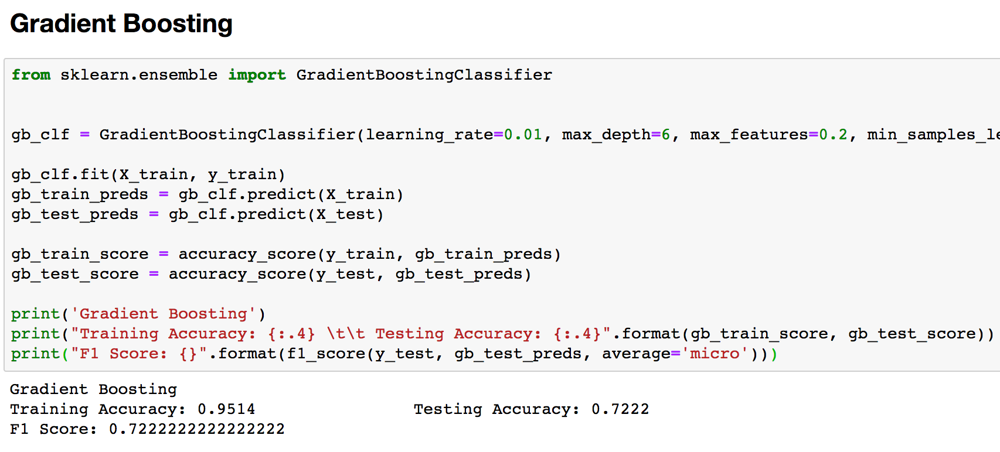 Gradient Boosting
from sklearn.ensemble import GradientBoostingClassifier
gb_clf = GradientBoostingClassifier(learning_rate=0.01, max_depth=6, max_features=0.2, min_samples_le
gb_clf.fit(X_train, y_train)
gb_train_preds = gb_clf.predict(X_train)
gb_test_preds = gb_clf.predict(X_test)
gb_train_score = accuracy_score(y_train, gb_train_preds)
gb_test_score = accuracy_score(y_test, gb_test_preds)
print('Gradient Boosting')
print("Training Accuracy: {:.4} \t\t Testing Accuracy: {:.4}".format(gb_train_score, gb_test_score))
print("F1 Score: {}".format(f1_score(y_test, gb_test_preds, average='micro')))
Gradient Boosting
Training Accuracy: 0.9514 Testing Accuracy: 0.7222
F1 Score: 0.7222222222222222